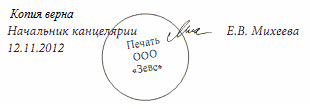 Копия верна
Начальник канцелярии
Е.В. Михеева
12.11.2012
Печать
ООО
«Зевс»